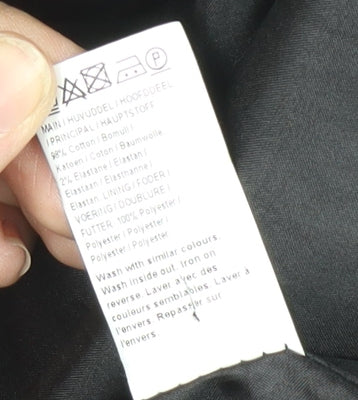 P
MAIN / HUVUDDEL / HOOFDDEEL
/ PRINCIPAL / HAUPTSTOFF
98% Cotton / Bomull /
Katoen / Coton / Baumwolle
2% Elastane / Elastan /
Elastaan / Elasthanne /
Elastan. LINING / FODER /
VOERING / DOUBLURE /
FUTTER. 100% Polyester /
Polyester / Polyester /
Polyester / Polyester
Wash with similar colours.
Wash inside out. Iron on
reverse. Laver avec des
couleurs semblables. Laver à
l'envers. Repasser sur
l'envers.